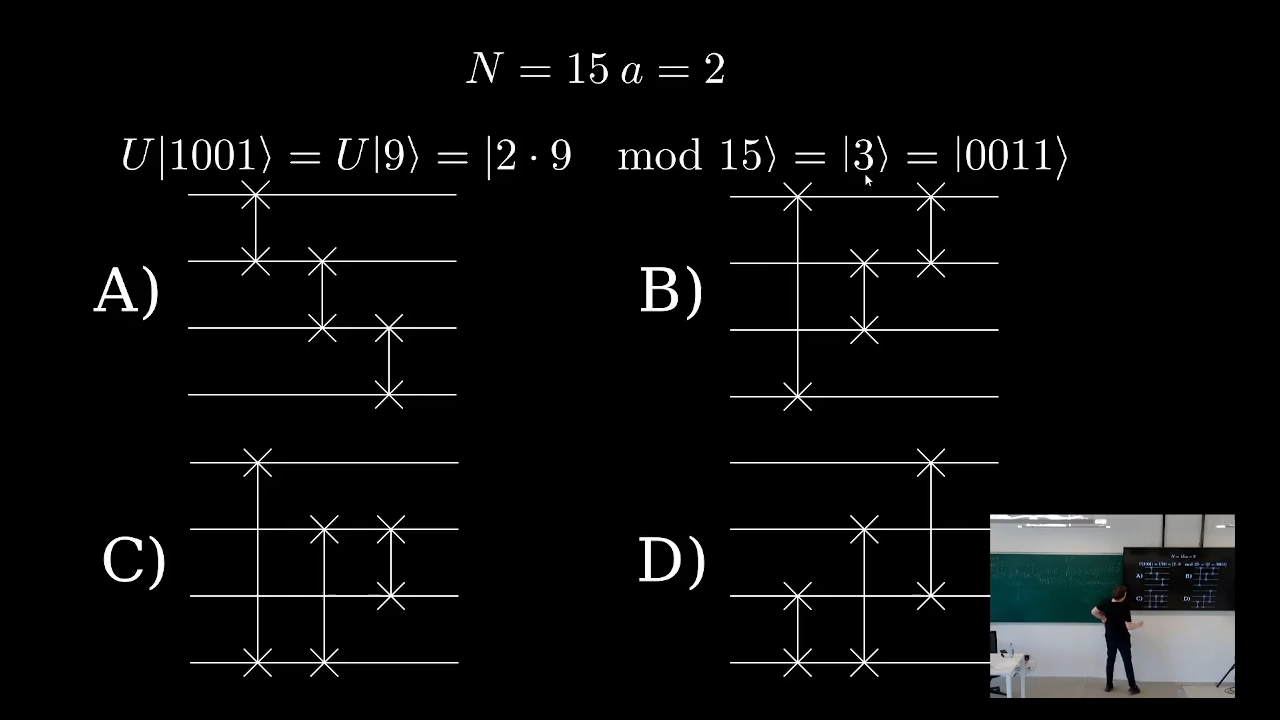 N = 15 a = 2
U|1001⟩ = U|9⟩ = |2 · 9 mod 15⟩ = |3⟩ = |0011⟩
A)
B)
C)
D)